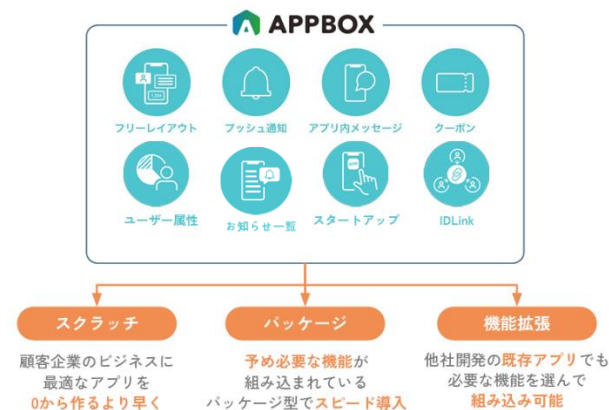 APPBOX
フリーレイアウト
プッシュ通知
アプリ内メッセージ
クーポン
ユーザー属性
お知らせ一覧
スタートアップ
IDLink
スクラッチ
顧客企業のビジネスに
最適なアプリを
0から作るより早く
パッケージ
予め必要な機能が
組み込まれている
パッケージ型でスピード導入
機能拡張
他社開発の既存アプリでも
必要な機能を選んで
組み込み可能